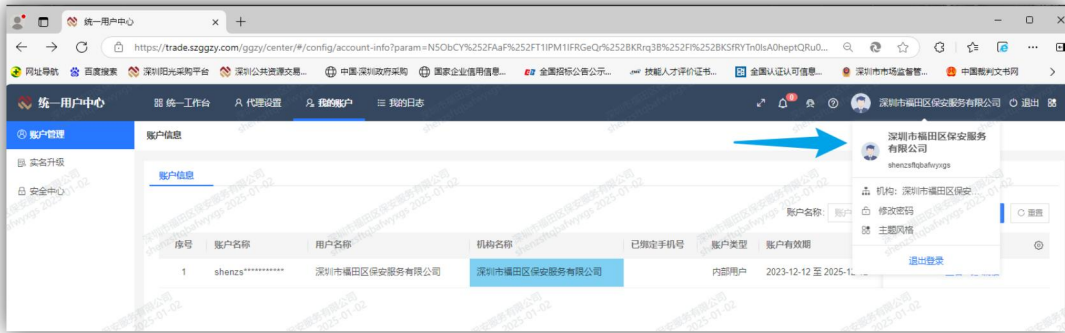 统一用户中心
https://trade.szggzy.com/ggzy/center/#/config/account-info?param=N5ObCY%252FAaF%252FT1IPM1IFRGeQr%252BKRrq3B%252Fl%252BKSfRYTn0IsA0heptQRu0...
网址导航 百度搜索 深圳阳光采购平台 深圳公共资源交易... 中国·深圳政府采购 国家企业信用信息... 全国招标公告公示... 技能人才评价证书... 全国认证认可信息... 深圳市市场监督管... 中国裁判文书网
统一用户中心 统一工作台 代理设置 我的账户 我的日志 深圳市福田区保安服务有限公司 退出
账户管理
实名升级
安全中心
账户信息
账户信息
深圳市福田区保安服务
有限公司
shenzsftqbafwyxgs
机构：深圳市福田区保安...
修改密码
主题风格
退出登录
账户名称: 重置
序号 账户名称 用户名称 机构名称 已绑定手机号 账户类型 账户有效期
1 shenzs*********** 深圳市福田区保安服务有限公司 深圳市福田区保安服务有限公司 内部用户 2023-12-12 至 2025-12-